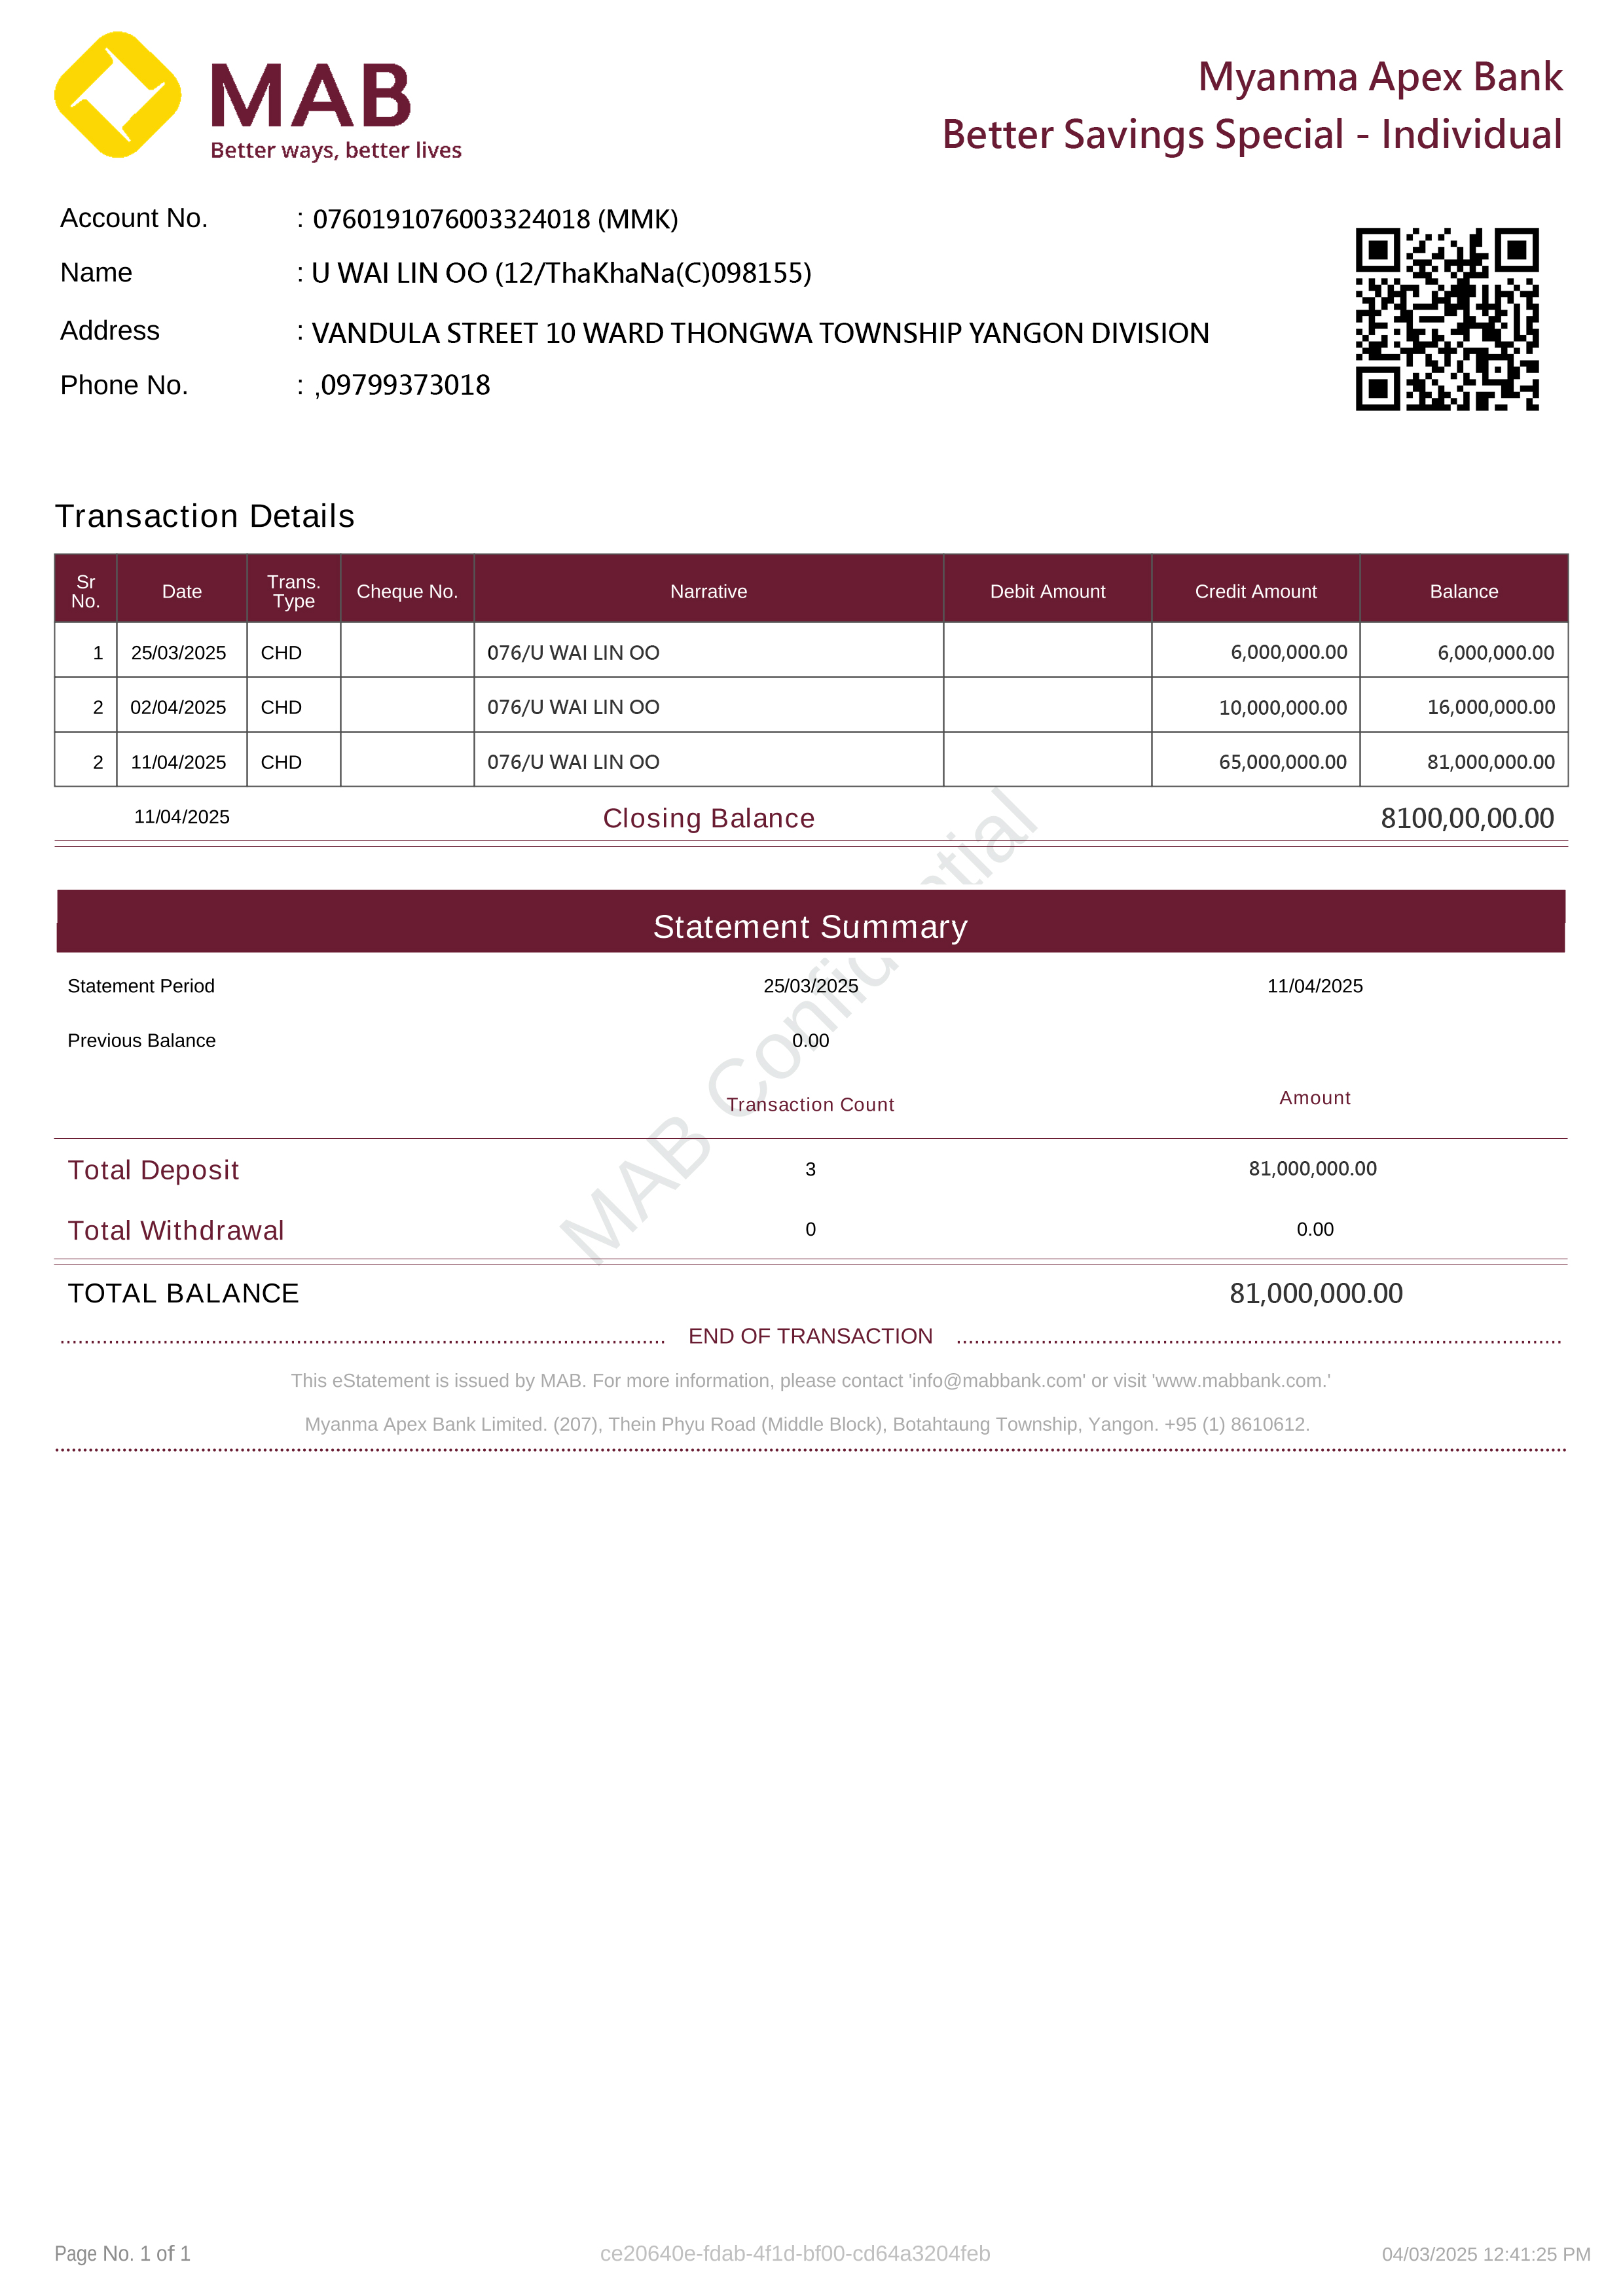 MAB
Better ways, better lives
Myanma Apex Bank
Better Savings Special - Individual
Account No. : 0760191076003324018 (MMK)
Name : U WAI LIN OO (12/ThaKhaNa(C)098155)
Address : VANDULA STREET 10 WARD THONGWA TOWNSHIP YANGON DIVISION
Phone No. : ,09799373018
Transaction Details
Sr No. Date Trans. Type Cheque No. Narrative Debit Amount Credit Amount Balance
1 25/03/2025 CHD 076/U WAI LIN OO 6,000,000.00 6,000,000.00
2 02/04/2025 CHD 076/U WAI LIN OO 10,000,000.00 16,000,000.00
2 11/04/2025 CHD 076/U WAI LIN OO 65,000,000.00 81,000,000.00
11/04/2025 Closing Balance 8100,00,00.00
MAB Confidential
Statement Summary
Statement Period 25/03/2025 11/04/2025
Previous Balance 0.00
Transaction Count Amount
Total Deposit 3 81,000,000.00
Total Withdrawal 0 0.00
TOTAL BALANCE 81,000,000.00
END OF TRANSACTION
This eStatement is issued by MAB. For more information, please contact 'info@mabbank.com' or visit 'www.mabbank.com.'
Myanma Apex Bank Limited. (207), Thein Phyu Road (Middle Block), Botahtaung Township, Yangon. +95 (1) 8610612.
Page No. 1 of 1 ce20640e-fdab-4f1d-bf00-cd64a3204feb 04/03/2025 12:41:25 PM